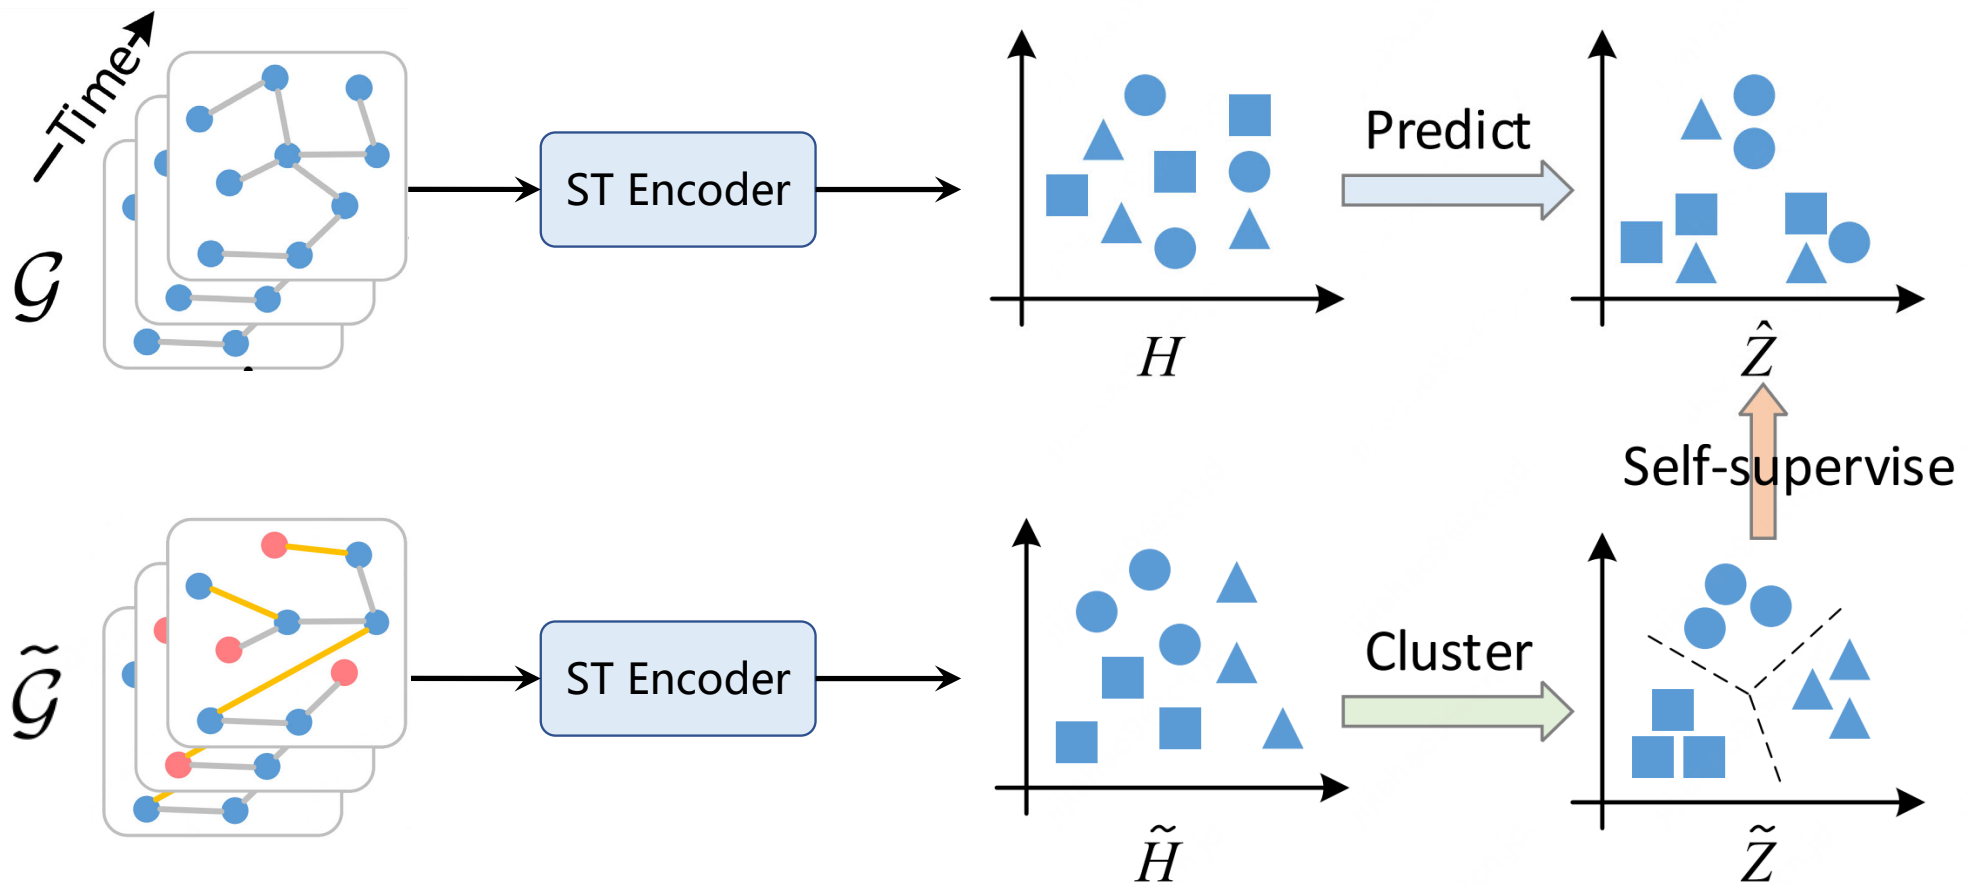 Time
𝒢
ST Encoder
H
Predict
Ẑ
Self-supervise
𝒢̃
ST Encoder
H̃
Cluster
Z̃